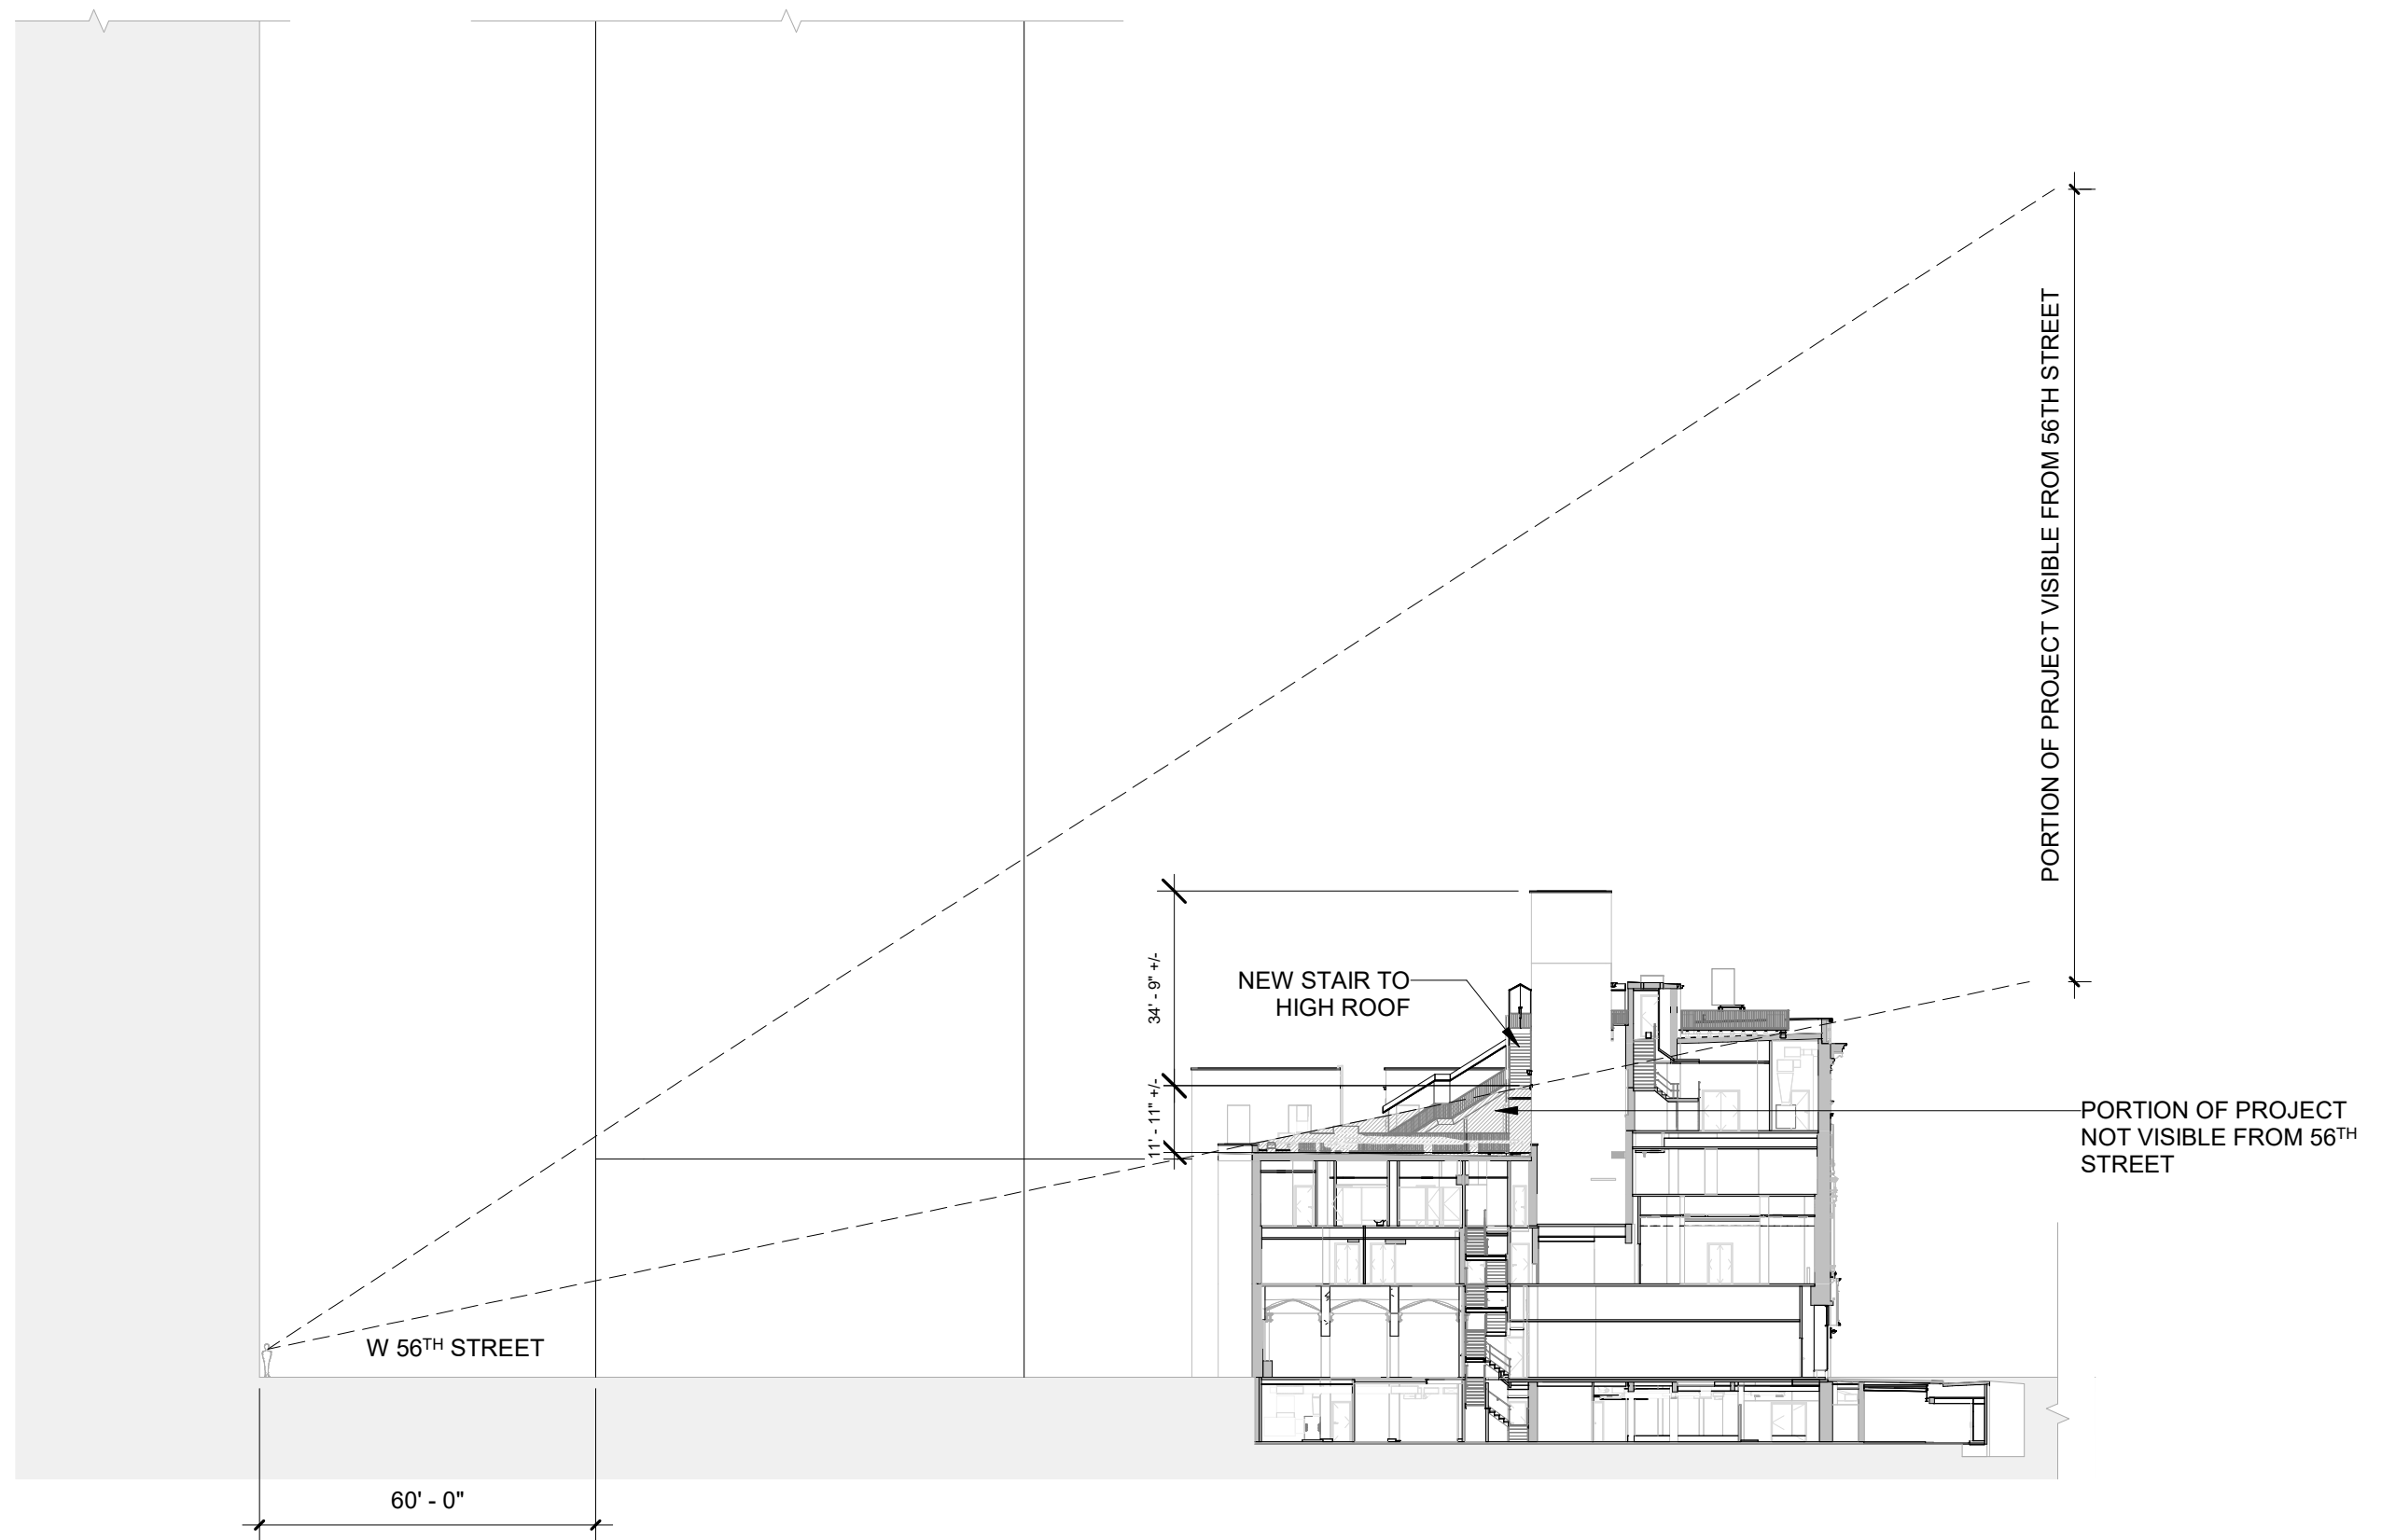 PORTION OF PROJECT VISIBLE FROM 56TH STREET
34' - 9" +/-
NEW STAIR TO
HIGH ROOF
11' - 11" +/-
PORTION OF PROJECT
NOT VISIBLE FROM 56TH
STREET
W 56TH STREET
60' - 0"